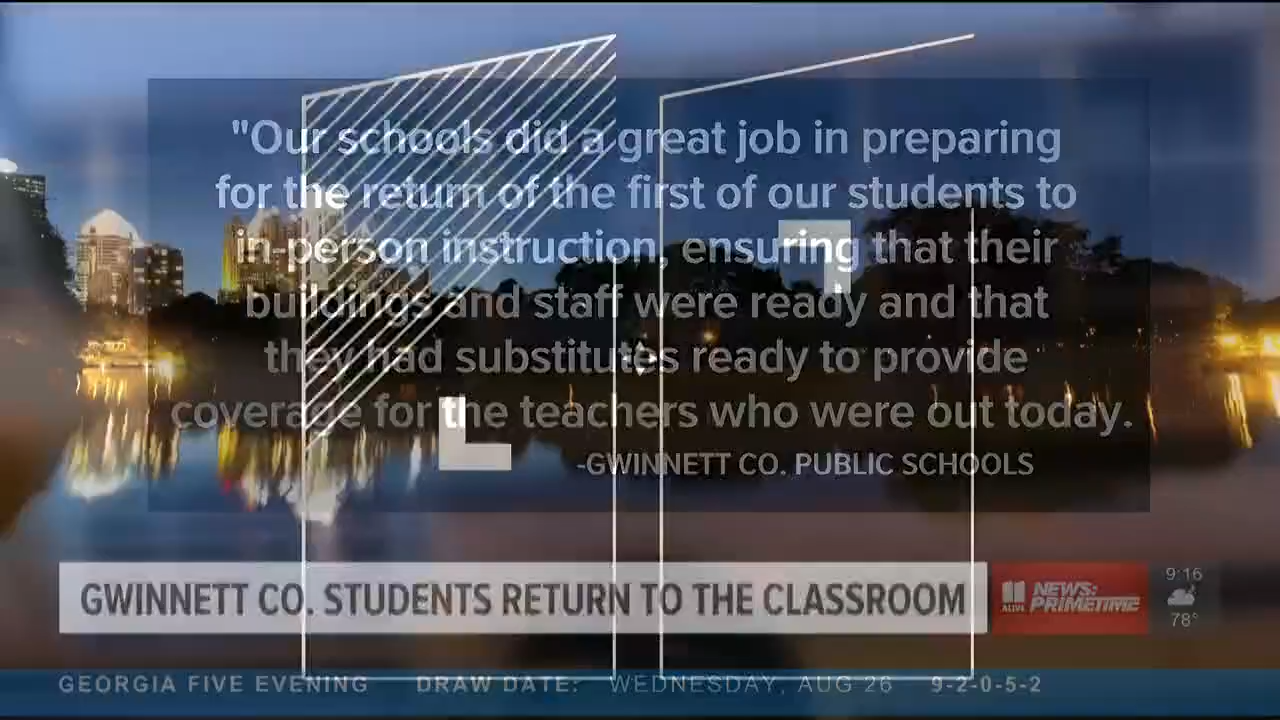 "Our schools did a great job in preparing
for the return of the first of our students to
in-person instruction, ensuring that their
buildings and staff were ready and that
they had substitutes ready to provide
coverage for the teachers who were out today.
-GWINNETT CO. PUBLIC SCHOOLS
GWINNETT CO. STUDENTS RETURN TO THE CLASSROOM
11 ALIVE
NEWS:
PRIMETIME
9:16
78°
GEORGIA FIVE EVENING DRAW DATE: WEDNESDAY, AUG 26 9-2-0-5-2